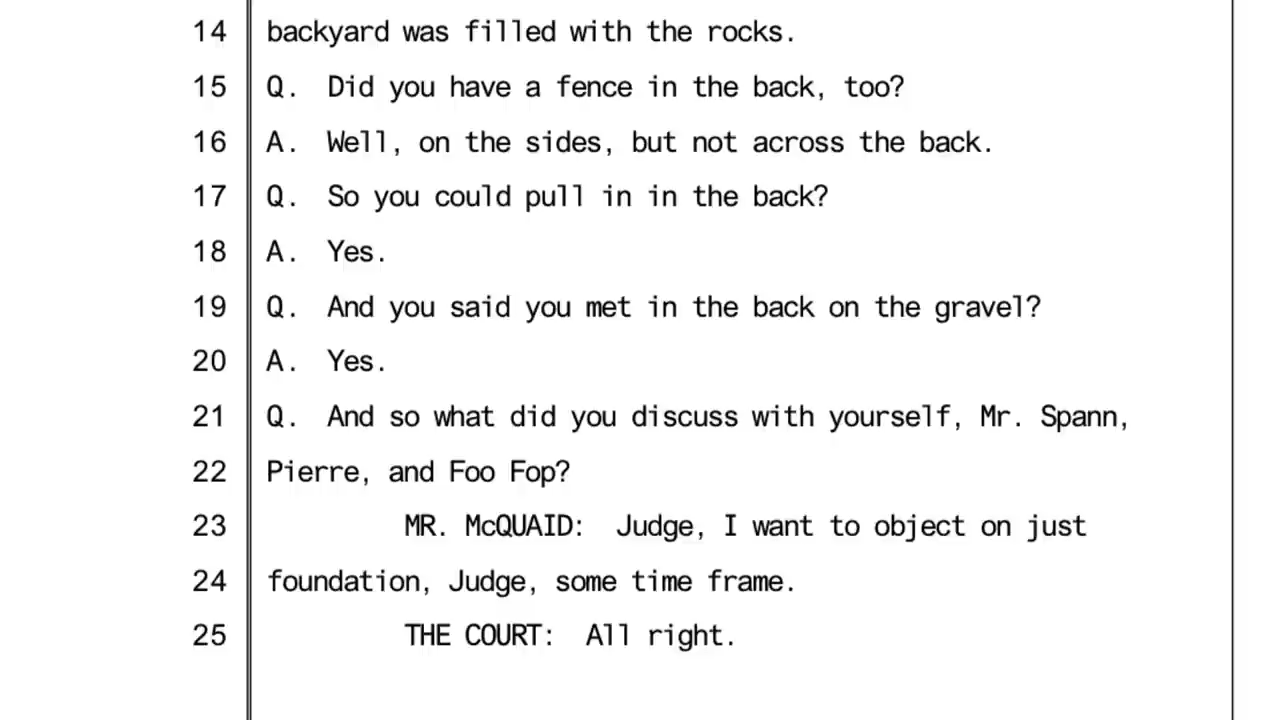 14 backyard was filled with the rocks.
15 Q. Did you have a fence in the back, too?
16 A. Well, on the sides, but not across the back.
17 Q. So you could pull in in the back?
18 A. Yes.
19 Q. And you said you met in the back on the gravel?
20 A. Yes.
21 Q. And so what did you discuss with yourself, Mr. Spann,
22 Pierre, and Foo Fop?
23 MR. McQUAID: Judge, I want to object on just
24 foundation, Judge, some time frame.
25 THE COURT: All right.